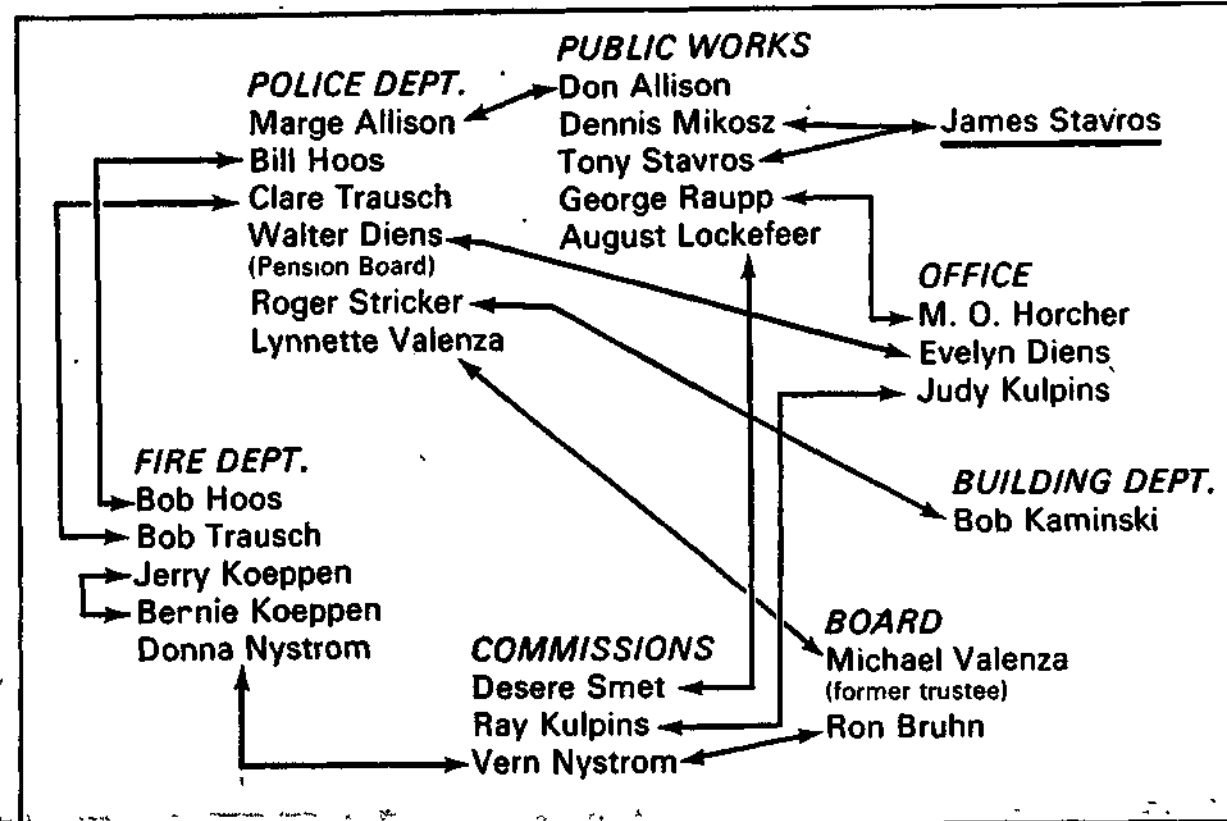 PUBLIC WORKS
Don Allison
Dennis Mikosz
Tony Stavros
George Raupp
August Lockefeer
POLICE DEPT.
Marge Allison
Bill Hoos
Clare Trausch
Walter Diens
(Pension Board)
Roger Stricker
Lynnette Valenza
James Stavros
OFFICE
M. O. Horcher
Evelyn Diens
Judy Kulpins
FIRE DEPT.
Bob Hoos
Bob Trausch
Jerry Koeppen
Bernie Koeppen
Donna Nystrom
BUILDING DEPT.
Bob Kaminski
COMMISSIONS
Desere Smet
Ray Kulpins
Vern Nystrom
BOARD
Michael Valenza
(former trustee)
Ron Bruhn